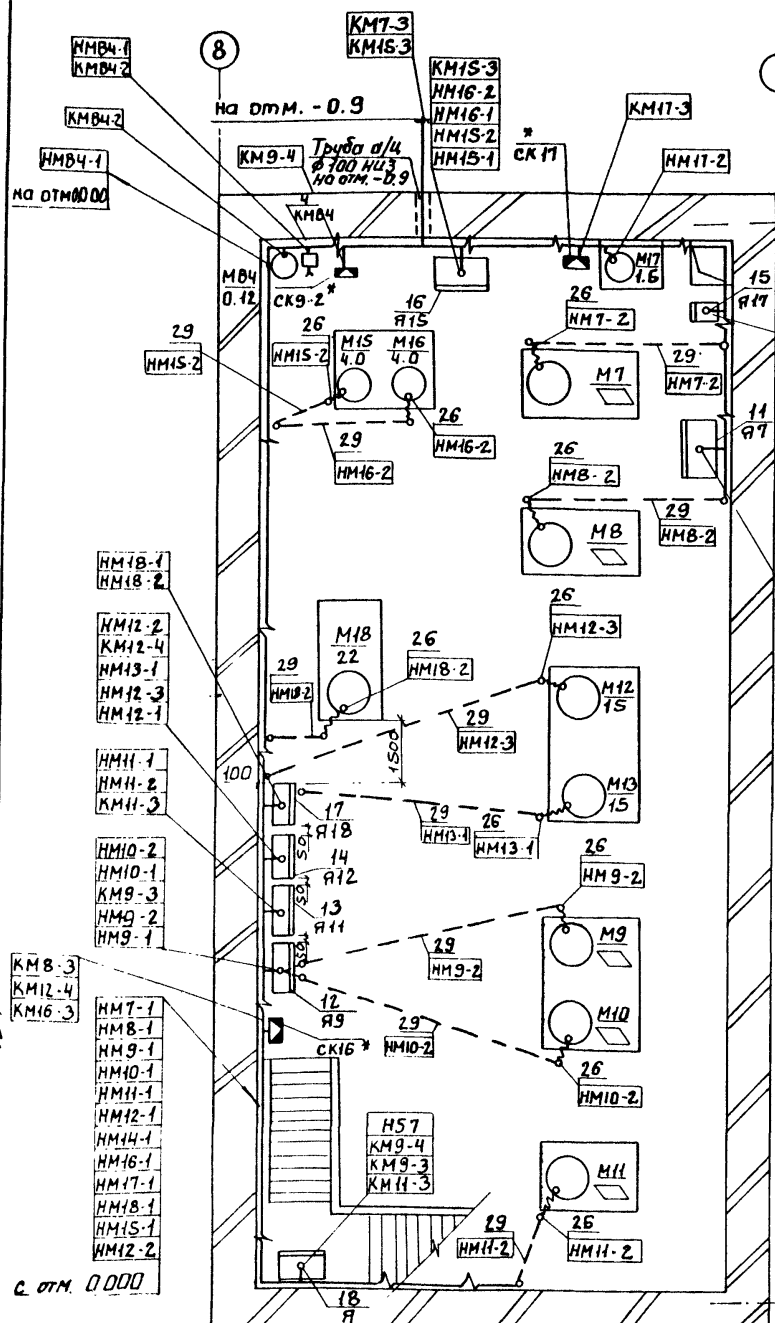 НМВ4-1
КМВ4-2
8
КМ7-3
КМ15-3
на отм. -0.9
КМ15-3
НМ16-2
НМ16-1
НМ15-2
НМ15-1
КМВ4-2
КМ17-3
*
СК17
Труба а/ц
ф 100 низ
на отм. -0.9
КМ9-4
НМВ4-1
НМ17-2
4
КМВ4
МВ4
0.12
СК9-2*
16
Я15
М17
1.5
15
Я17
26
НМ7-2
29
НМ15-2
26
НМ15-2
М15
4.0
М16
4.0
29
НМ7-2
М7
11
Я7
26
НМ16-2
29
НМ16-2
26
НМ8-2
М8
29
НМ8-2
НМ18-1
НМ18-2
26
НМ12-3
НМ12-2
КМ12-4
НМ13-1
НМ12-3
НМ12-1
М18
22
26
НМ18-2
29
НМ18-2
М12
15
29
НМ12-3
1500
100
НМ11-1
НМ11-2
КМ11-3
М13
15
17
Я18
29
НМ13-1
26
НМ13-1
50
14
Я12
НМ10-2
НМ10-1
КМ9-3
НМ9-2
НМ9-1
26
НМ9-2
50
13
Я11
М9
50
29
НМ9-2
КМ8-3
КМ12-4
КМ16-3
12
Я9
М10
СК16*
29
НМ10-2
26
НМ10-2
НМ7-1
НМ8-1
НМ9-1
НМ10-1
НМ11-1
НМ12-1
НМ14-1
НМ16-1
НМ17-1
НМ18-1
НМ15-1
НМ12-2
с отм. 0.000
Н57
КМ9-4
КМ9-3
КМ11-3
М11
29
НМ11-2
26
НМ11-2
18
Я